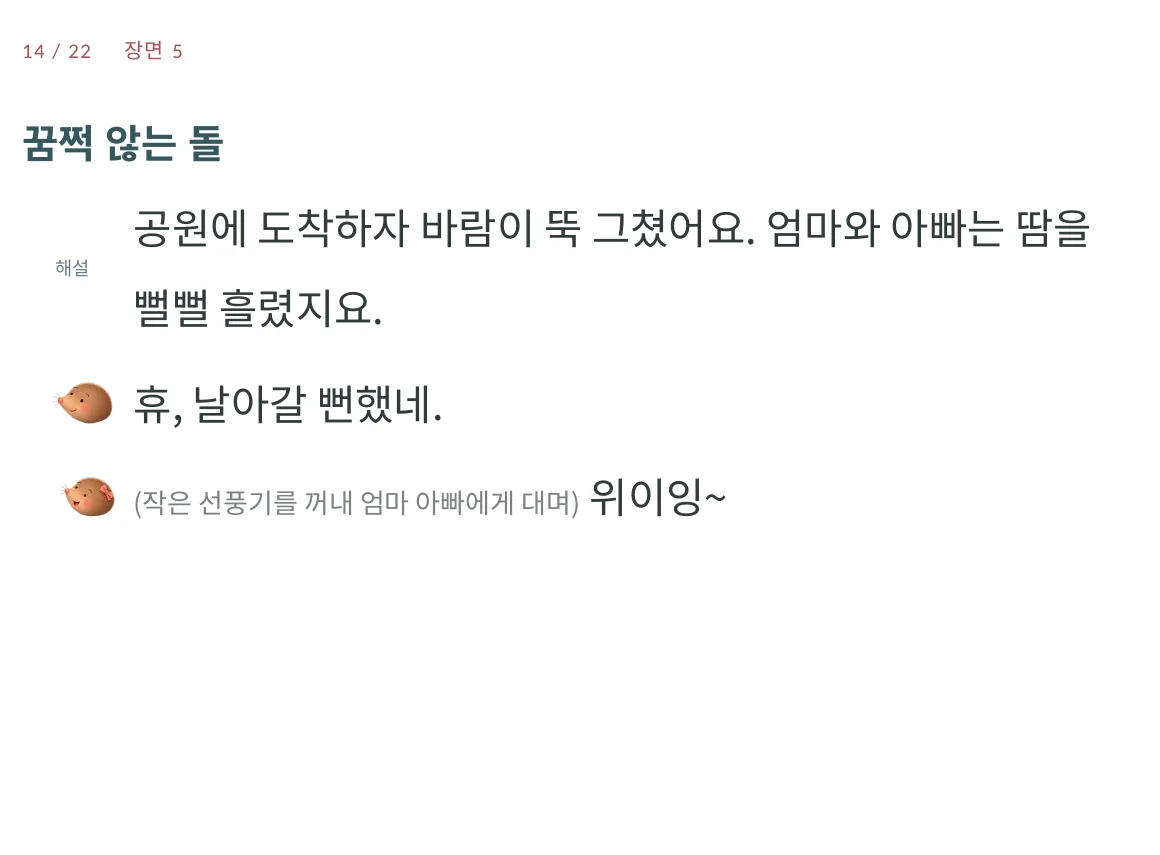 14 / 22 장면 5
꿈쩍 않는 돌
해설
공원에 도착하자 바람이 뚝 그쳤어요. 엄마와 아빠는 땀을
뻘뻘 흘렸지요.
휴, 날아갈 뻔했네.
(작은 선풍기를 꺼내 엄마 아빠에게 대며) 위이잉~